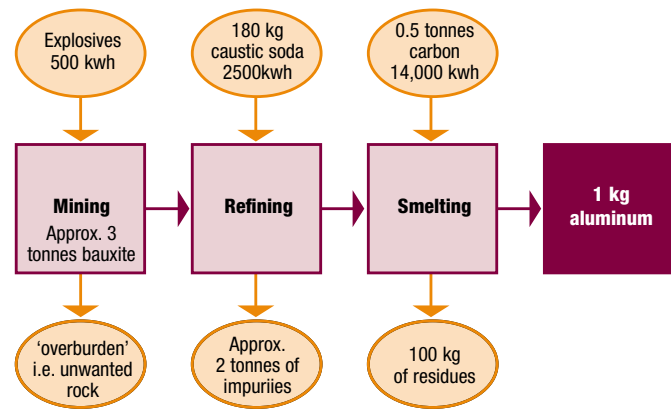 Explosives
500 kwh
180 kg
caustic soda
2500kwh
0.5 tonnes
carbon
14,000 kwh
Mining
Approx. 3
tonnes bauxite
Refining
Smelting
1 kg
aluminum
‘overburden’
i.e. unwanted
rock
Approx.
2 tonnes of
impuriies
100 kg
of residues